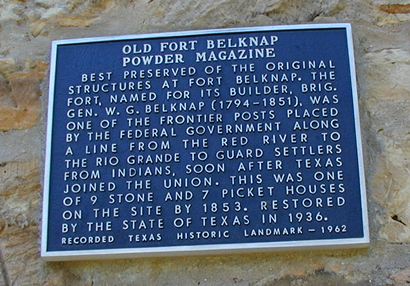 OLD FORT BELKNAP
POWDER MAGAZINE
BEST PRESERVED OF THE ORIGINAL
STRUCTURES AT FORT BELKNAP. THE
FORT, NAMED FOR ITS BUILDER, BRIG.
GEN. W. G. BELKNAP (1794-1851), WAS
ONE OF THE FRONTIER POSTS PLACED
BY THE FEDERAL GOVERNMENT ALONG
A LINE FROM THE RED RIVER TO
THE RIO GRANDE TO GUARD SETTLERS
FROM INDIANS, SOON AFTER TEXAS
JOINED THE UNION. THIS WAS ONE
OF 9 STONE AND 7 PICKET HOUSES
ON THE SITE BY 1853. RESTORED
BY THE STATE OF TEXAS IN 1936.
RECORDED TEXAS HISTORIC LANDMARK - 1962